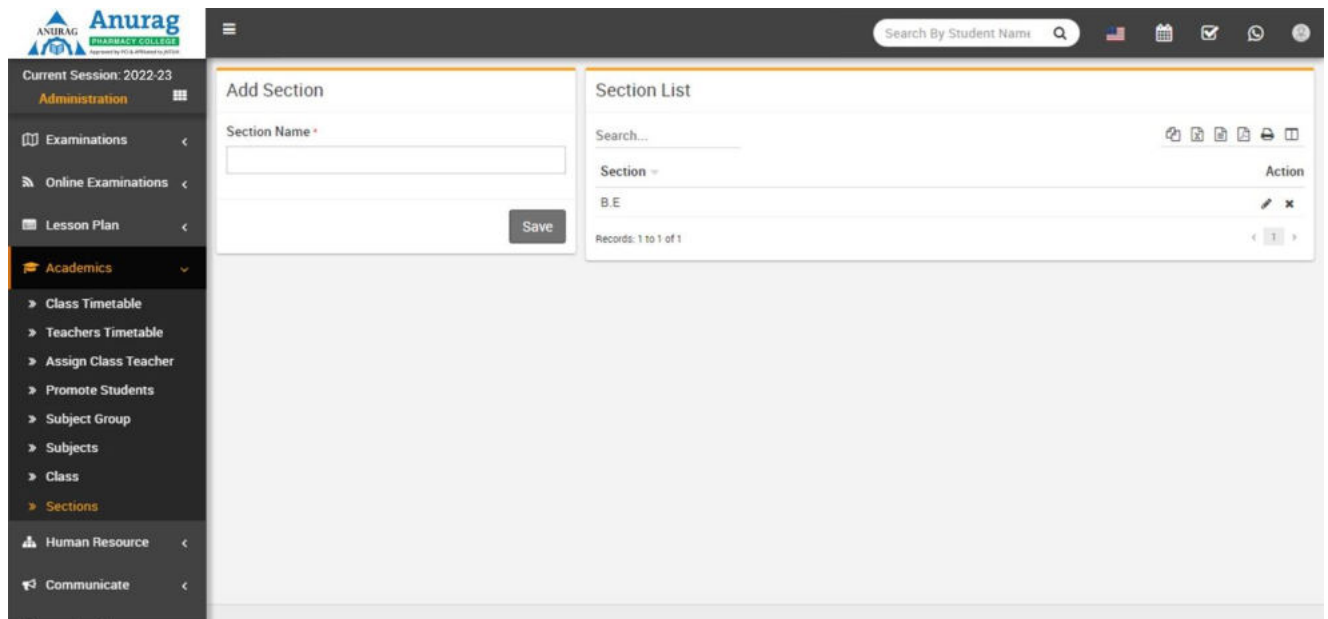 ANURAG
Anurag
PHARMACY COLLEGE
Search By Student Name
Current Session: 2022-23
Administration
Examinations
Online Examinations
Lesson Plan
Academics
Class Timetable
Teachers Timetable
Assign Class Teacher
Promote Students
Subject Group
Subjects
Class
Sections
Human Resource
Communicate
Add Section
Section Name *
Save
Section List
Search...
Section
Action
B.E
Records: 1 to 1 of 1
1